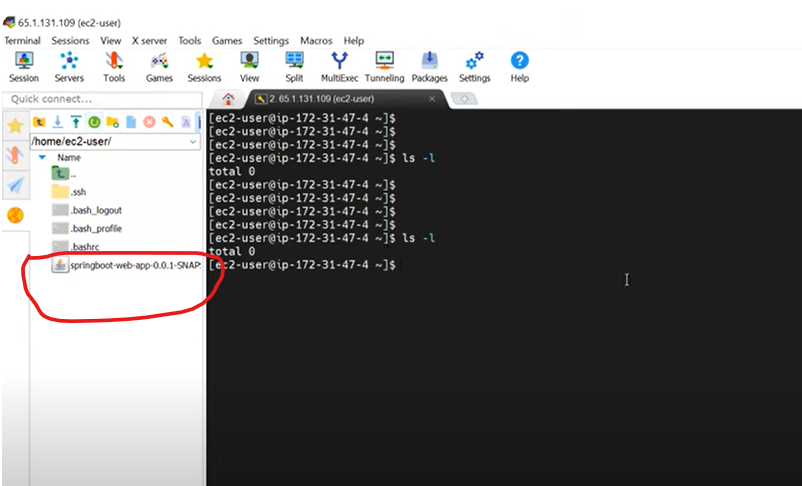 65.1.131.109 (ec2-user)
Terminal Sessions View X server Tools Games Settings Macros Help
Session Servers Tools Games Sessions View Split MultiExec Tunneling Packages Settings Help
Quick connect...
2. 65.1.131.109 (ec2-user)
/home/ec2-user/
Name
..
.ssh
.bash_logout
.bash_profile
.bashrc
springboot-web-app-0.0.1-SNAP
[ec2-user@ip-172-31-47-4 ~]$
[ec2-user@ip-172-31-47-4 ~]$
[ec2-user@ip-172-31-47-4 ~]$
[ec2-user@ip-172-31-47-4 ~]$ ls -l
total 0
[ec2-user@ip-172-31-47-4 ~]$
[ec2-user@ip-172-31-47-4 ~]$
[ec2-user@ip-172-31-47-4 ~]$
[ec2-user@ip-172-31-47-4 ~]$
[ec2-user@ip-172-31-47-4 ~]$ ls -l
total 0
[ec2-user@ip-172-31-47-4 ~]$